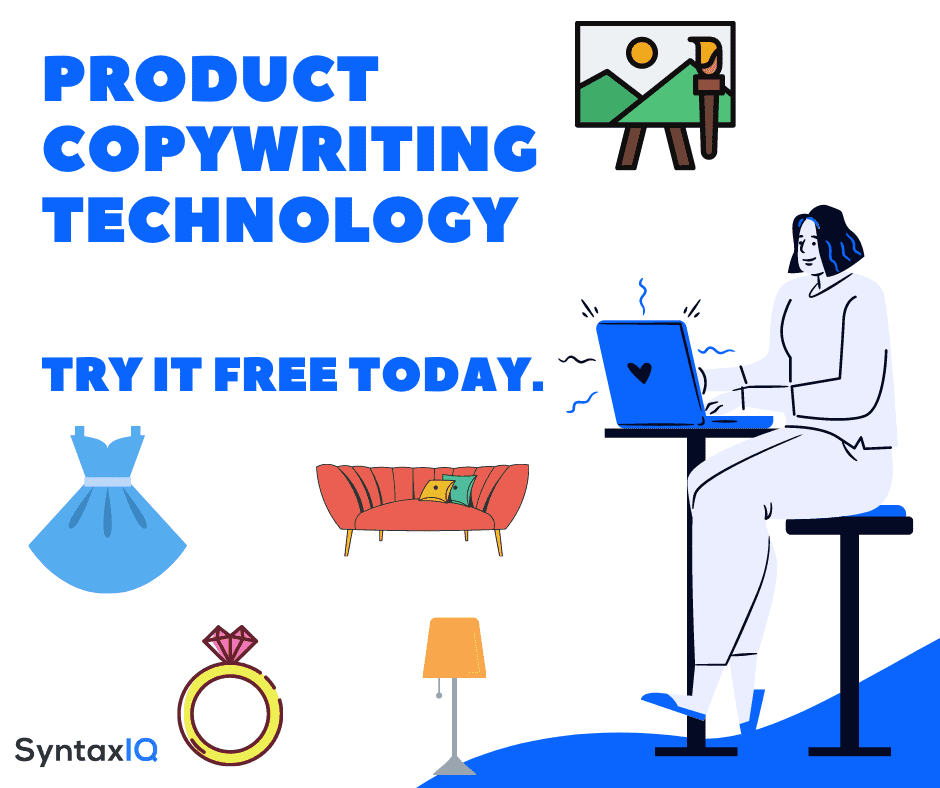 PRODUCT
COPYWRITING
TECHNOLOGY
TRY IT FREE TODAY.
SyntaxIQ